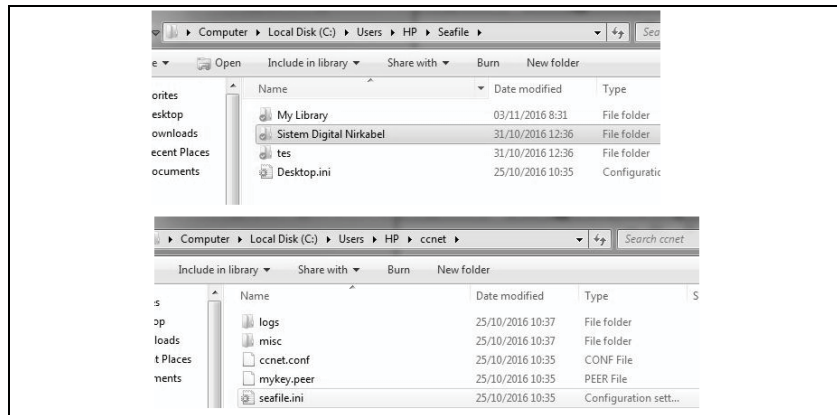 Computer Local Disk (C:) Users HP Seafile
Open Include in library Share with Burn New folder
Name Date modified Type
orites
esktop
ownloads
ecent Places
ocuments
My Library 03/11/2016 8:31 File folder
Sistem Digital Nirkabel 31/10/2016 12:36 File folder
tes 31/10/2016 12:36 File folder
Desktop.ini 25/10/2016 10:35 Configuratio
Computer Local Disk (C:) Users HP ccnet Search ccnet
Include in library Share with Burn New folder
Name Date modified Type S
es
op
loads
t Places
ments
logs 25/10/2016 10:37 File folder
misc 25/10/2016 10:37 File folder
ccnet.conf 25/10/2016 10:35 CONF File
mykey.peer 25/10/2016 10:35 PEER File
seafile.ini 25/10/2016 10:35 Configuration sett...